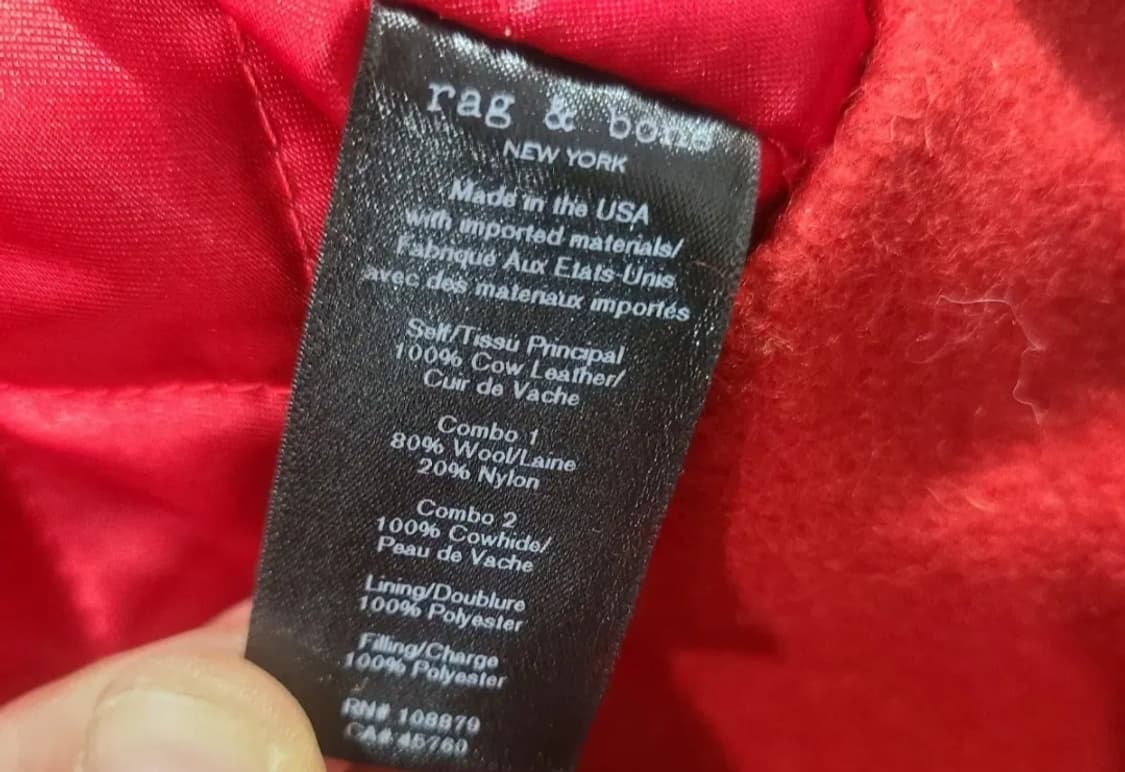 rag & bone
NEW YORK
Made in the USA
with imported materials/
Fabriqué Aux Etats-Unis
avec des materiaux importés
Self/Tissu Principal
100% Cow Leather/
Cuir de Vache
Combo 1
80% Wool/Laine
20% Nylon
Combo 2
100% Cowhide/
Peau de Vache
Lining/Doublure
100% Polyester
Filling/Charge
100% Polyester
RN# 108879
CA# 45760